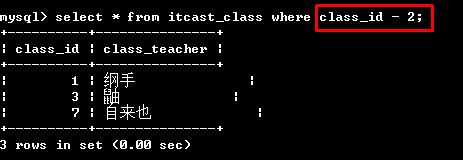 mysql> select * from itcast_class where class_id - 2;
+----------+---------------+
| class_id | class_teacher |
+----------+---------------+
| 1 | 纲手 |
| 3 | 鼬 |
| 7 | 自来也 |
+----------+---------------+
3 rows in set (0.00 sec)